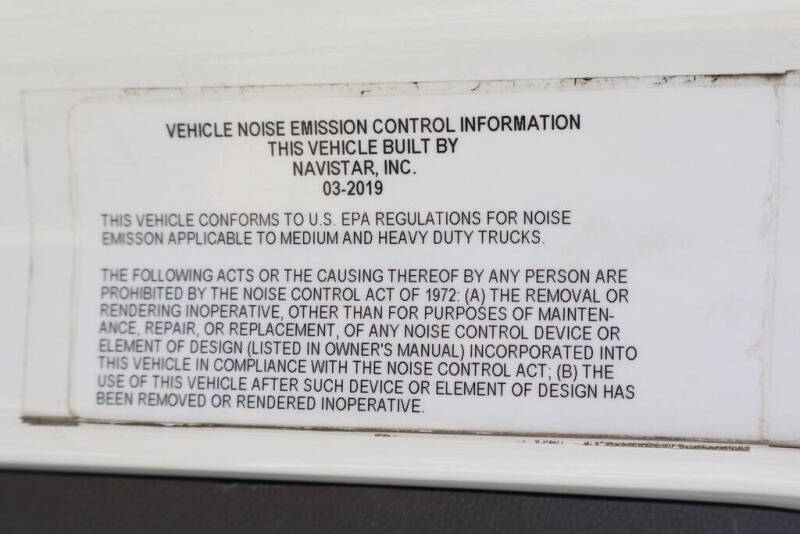 VEHICLE NOISE EMISSION CONTROL INFORMATION
THIS VEHICLE BUILT BY
NAVISTAR, INC.
03-2019
THIS VEHICLE CONFORMS TO U.S. EPA REGULATIONS FOR NOISE
EMISSON APPLICABLE TO MEDIUM AND HEAVY DUTY TRUCKS.
THE FOLLOWING ACTS OR THE CAUSING THEREOF BY ANY PERSON ARE
PROHIBITED BY THE NOISE CONTROL ACT OF 1972: (A) THE REMOVAL OR
RENDERING INOPERATIVE, OTHER THAN FOR PURPOSES OF MAINTEN-
ANCE, REPAIR, OR REPLACEMENT, OF ANY NOISE CONTROL DEVICE OR
ELEMENT OF DESIGN (LISTED IN OWNER'S MANUAL) INCORPORATED INTO
THIS VEHICLE IN COMPLIANCE WITH THE NOISE CONTROL ACT; (B) THE
USE OF THIS VEHICLE AFTER SUCH DEVICE OR ELEMENT OF DESIGN HAS
BEEN REMOVED OR RENDERED INOPERATIVE.